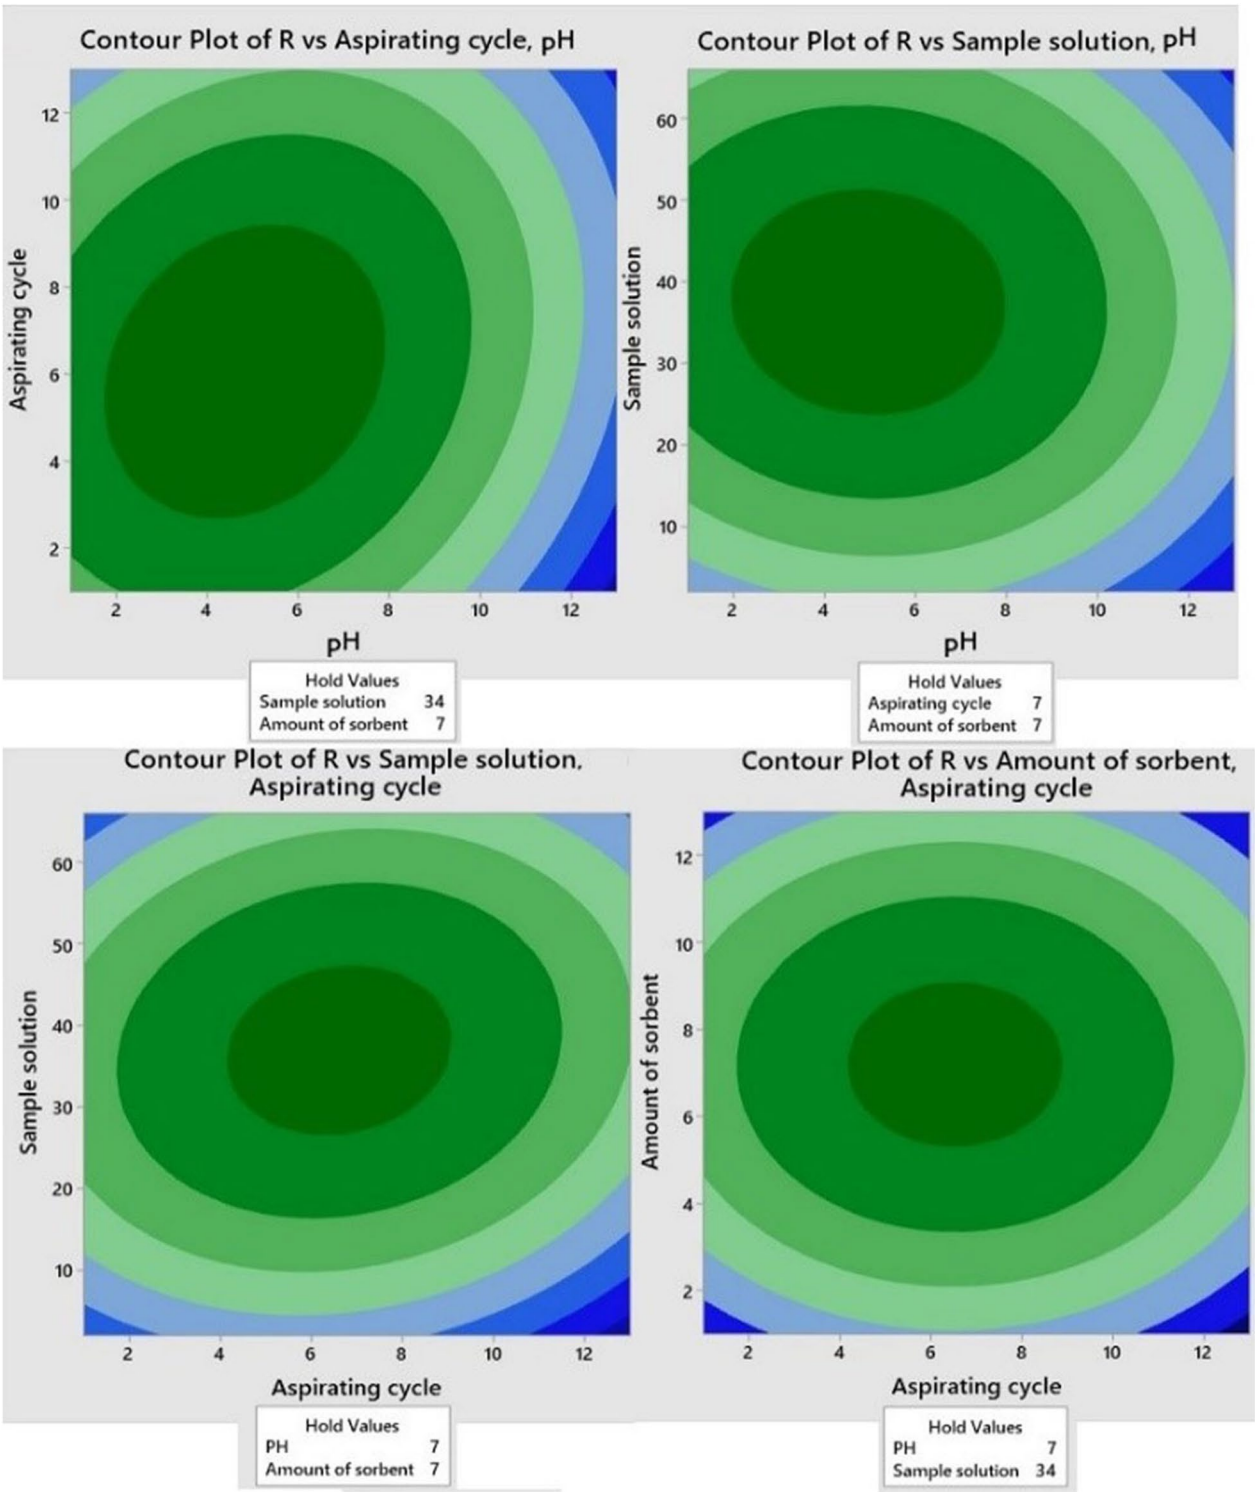 Contour Plot of R vs Aspirating cycle, pH
Aspirating cycle
12
10
8
6
4
2
2 4 6 8 10 12
pH
Hold Values
Sample solution 34
Amount of sorbent 7
Contour Plot of R vs Sample solution, pH
Sample solution
60
50
40
30
20
10
2 4 6 8 10 12
pH
Hold Values
Aspirating cycle 7
Amount of sorbent 7
Contour Plot of R vs Sample solution,
Aspirating cycle
Sample solution
60
50
40
30
20
10
2 4 6 8 10 12
Aspirating cycle
Hold Values
PH 7
Amount of sorbent 7
Contour Plot of R vs Amount of sorbent,
Aspirating cycle
Amount of sorbent
12
10
8
6
4
2
2 4 6 8 10 12
Aspirating cycle
Hold Values
PH 7
Sample solution 34